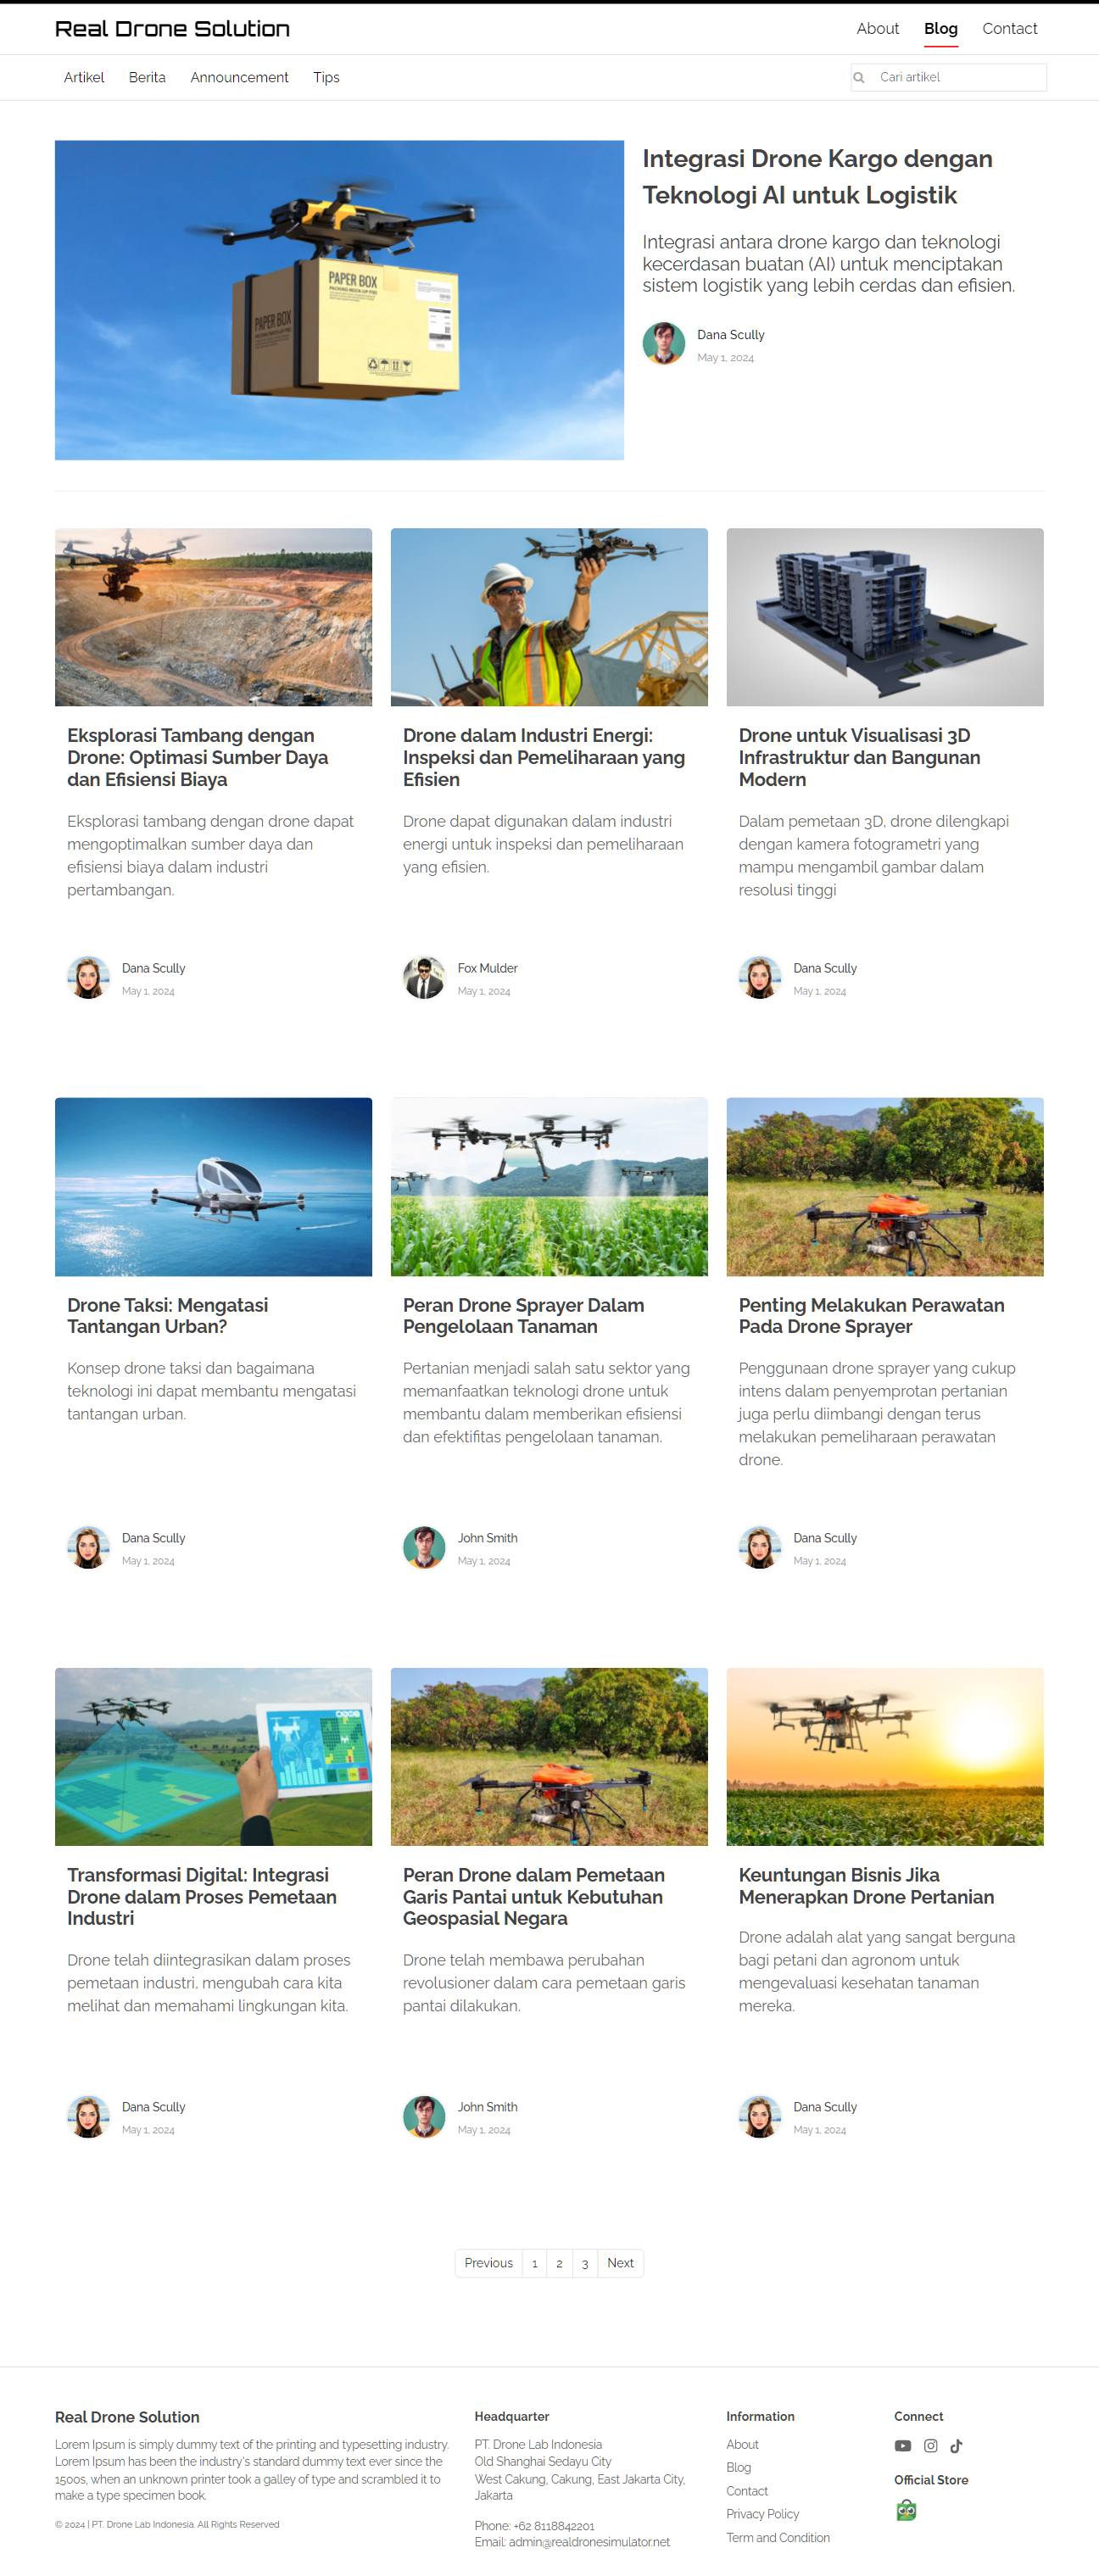 Real Drone Solution
About
Blog
Contact
Artikel
Berita
Announcement
Tips
Cari artikel
PAPER BOX
PACKING MOCK-UP PSD
PAPER BOX
Integrasi Drone Kargo dengan
Teknologi AI untuk Logistik
Integrasi antara drone kargo dan teknologi
kecerdasan buatan (AI) untuk menciptakan
sistem logistik yang lebih cerdas dan efisien.
Dana Scully
May 1, 2024
Eksplorasi Tambang dengan
Drone: Optimasi Sumber Daya
dan Efisiensi Biaya
Eksplorasi tambang dengan drone dapat
mengoptimalkan sumber daya dan
efisiensi biaya dalam industri
pertambangan.
Dana Scully
May 1, 2024
Drone dalam Industri Energi:
Inspeksi dan Pemeliharaan yang
Efisien
Drone dapat digunakan dalam industri
energi untuk inspeksi dan pemeliharaan
yang efisien.
Fox Mulder
May 1, 2024
Drone untuk Visualisasi 3D
Infrastruktur dan Bangunan
Modern
Dalam pemetaan 3D, drone dilengkapi
dengan kamera fotogrametri yang
mampu mengambil gambar dalam
resolusi tinggi
Dana Scully
May 1, 2024
Drone Taksi: Mengatasi
Tantangan Urban?
Konsep drone taksi dan bagaimana
teknologi ini dapat membantu mengatasi
tantangan urban.
Dana Scully
May 1, 2024
Peran Drone Sprayer Dalam
Pengelolaan Tanaman
Pertanian menjadi salah satu sektor yang
memanfaatkan teknologi drone untuk
membantu dalam memberikan efisiensi
dan efektifitas pengelolaan tanaman.
John Smith
May 1, 2024
Penting Melakukan Perawatan
Pada Drone Sprayer
Penggunaan drone sprayer yang cukup
intens dalam penyemprotan pertanian
juga perlu diimbangi dengan terus
melakukan pemeliharaan perawatan
drone.
Dana Scully
May 1, 2024
Transformasi Digital: Integrasi
Drone dalam Proses Pemetaan
Industri
Drone telah diintegrasikan dalam proses
pemetaan industri, mengubah cara kita
melihat dan memahami lingkungan kita.
Dana Scully
May 1, 2024
Peran Drone dalam Pemetaan
Garis Pantai untuk Kebutuhan
Geospasial Negara
Drone telah membawa perubahan
revolusioner dalam cara pemetaan garis
pantai dilakukan.
John Smith
May 1, 2024
Keuntungan Bisnis Jika
Menerapkan Drone Pertanian
Drone adalah alat yang sangat berguna
bagi petani dan agronom untuk
mengevaluasi kesehatan tanaman
mereka.
Dana Scully
May 1, 2024
Previous 1 2 3 Next
Real Drone Solution
Lorem Ipsum is simply dummy text of the printing and typesetting industry.
Lorem Ipsum has been the industry's standard dummy text ever since the
1500s, when an unknown printer took a galley of type and scrambled it to
make a type specimen book.
© 2024 | PT. Drone Lab Indonesia. All Rights Reserved
Headquarter
PT. Drone Lab Indonesia
Old Shanghai Sedayu City
West Cakung, Cakung, East Jakarta City,
Jakarta
Phone: +62 8118842201
Email: admin@realdronesimulator.net
Information
About
Blog
Contact
Privacy Policy
Term and Condition
Connect
Official Store